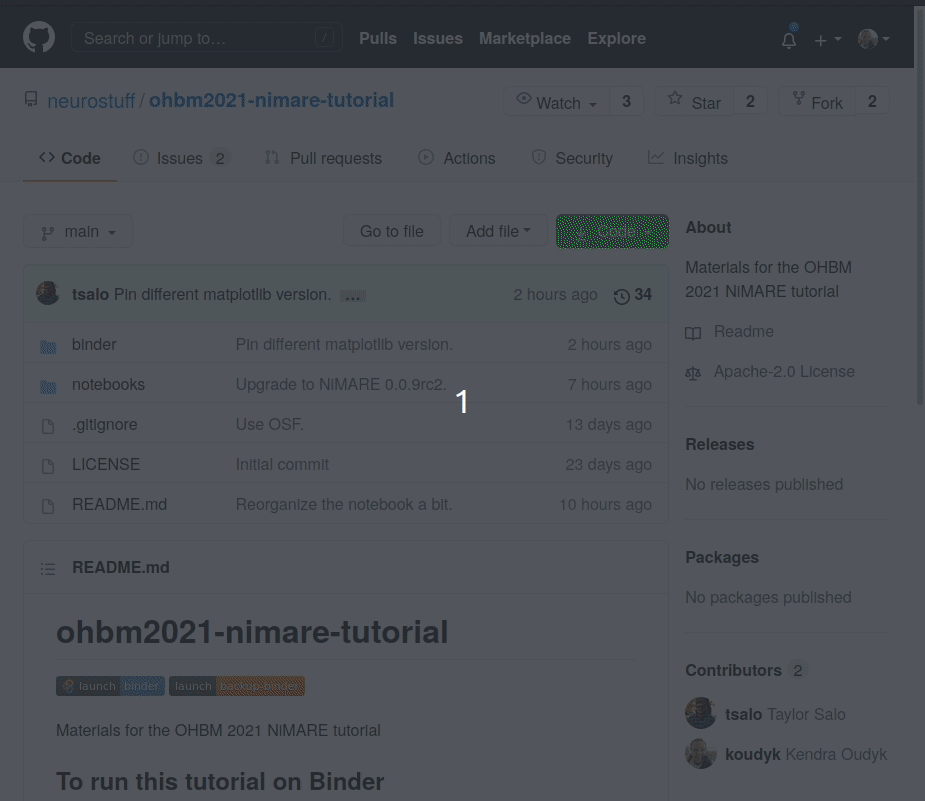 Search or jump to… /
Pulls Issues Marketplace Explore
neurostuff / ohbm2021-nimare-tutorial
Watch 3 Star 2 Fork 2
Code Issues 2 Pull requests Actions Security Insights
main Go to file Add file Code
tsalo Pin different matplotlib version. ... 2 hours ago 34
binder Pin different matplotlib version. 2 hours ago
notebooks Upgrade to NiMARE 0.0.9rc2. 7 hours ago
.gitignore Use OSF. 13 days ago
1
LICENSE Initial commit 23 days ago
README.md Reorganize the notebook a bit. 10 hours ago
README.md
ohbm2021-nimare-tutorial
launch binder launch backup-binder
Materials for the OHBM 2021 NiMARE tutorial
To run this tutorial on Binder
About
Materials for the OHBM
2021 NiMARE tutorial
Readme
Apache-2.0 License
Releases
No releases published
Packages
No packages published
Contributors 2
tsalo Taylor Salo
koudyk Kendra Oudyk